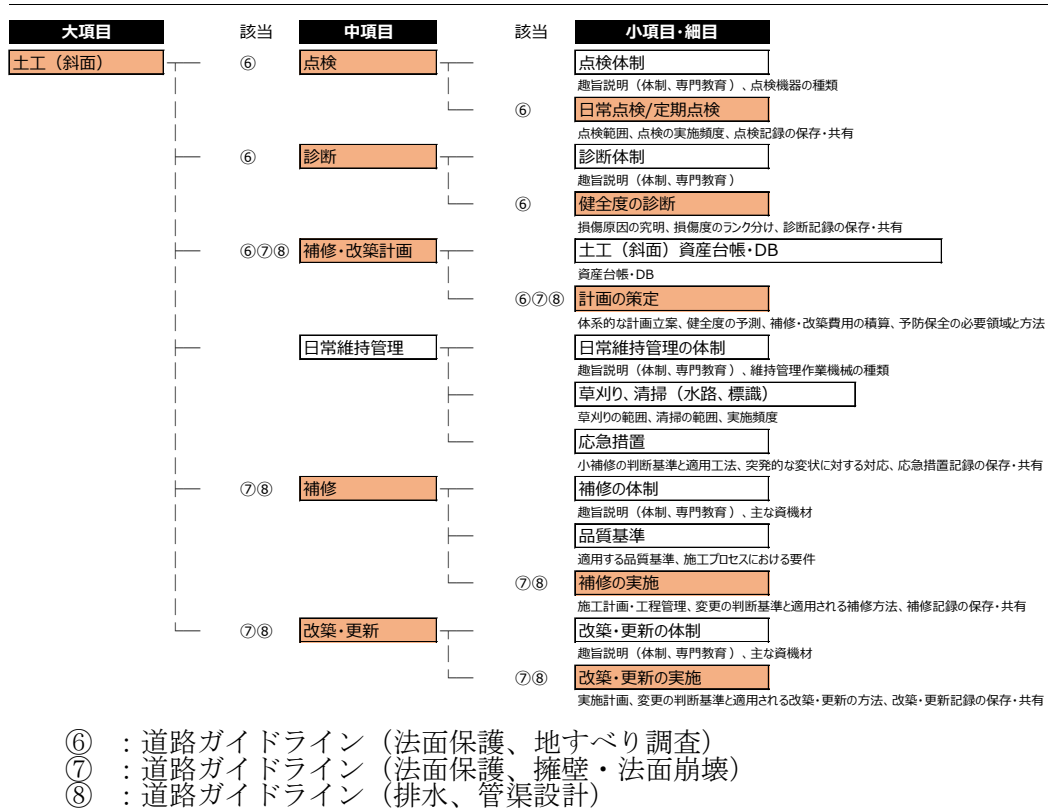 大項目 該当 中項目 該当 小項目・細目
土工（斜面） ⑥ 点検 点検体制
趣旨説明（体制、専門教育）、点検機器の種類
⑥ 日常点検/定期点検
点検範囲、点検の実施頻度、点検記録の保存・共有
⑥ 診断 診断体制
趣旨説明（体制、専門教育）
⑥ 健全度の診断
損傷原因の究明、損傷度のランク分け、診断記録の保存・共有
⑥⑦⑧ 補修・改築計画 土工（斜面）資産台帳・DB
資産台帳・DB
⑥⑦⑧ 計画の策定
体系的な計画立案、健全度の予測、補修・改築費用の積算、予防保全の必要領域と方法
日常維持管理 日常維持管理の体制
趣旨説明（体制、専門教育）、維持管理作業機械の種類
草刈り、清掃（水路、標識）
草刈りの範囲、清掃の範囲、実施頻度
応急措置
小補修の判断基準と適用工法、突発的な変状に対する対応、応急措置記録の保存・共有
⑦⑧ 補修 補修の体制
趣旨説明（体制、専門教育）、主な資機材
品質基準
適用する品質基準、施工プロセスにおける要件
⑦⑧ 補修の実施
施工計画・工程管理、変更の判断基準と適用される補修方法、補修記録の保存・共有
⑦⑧ 改築・更新 改築・更新の体制
趣旨説明（体制、専門教育）、主な資機材
⑦⑧ 改築・更新の実施
実施計画、変更の判断基準と適用される改築・更新の方法、改築・更新記録の保存・共有
⑥ ：道路ガイドライン（法面保護、地すべり調査）
⑦ ：道路ガイドライン（法面保護、擁壁・法面崩壊）
⑧ ：道路ガイドライン（排水、管渠設計）